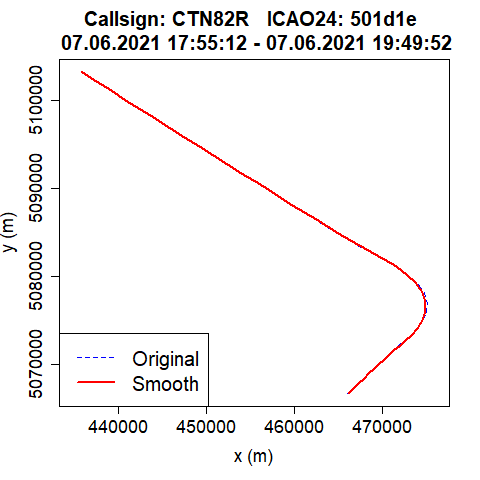 Callsign: CTN82R   ICAO24: 501d1e
07.06.2021 17:55:12 - 07.06.2021 19:49:52
y (m)
5100000
5090000
5080000
5070000
Original
Smooth
440000 450000 460000 470000
x (m)